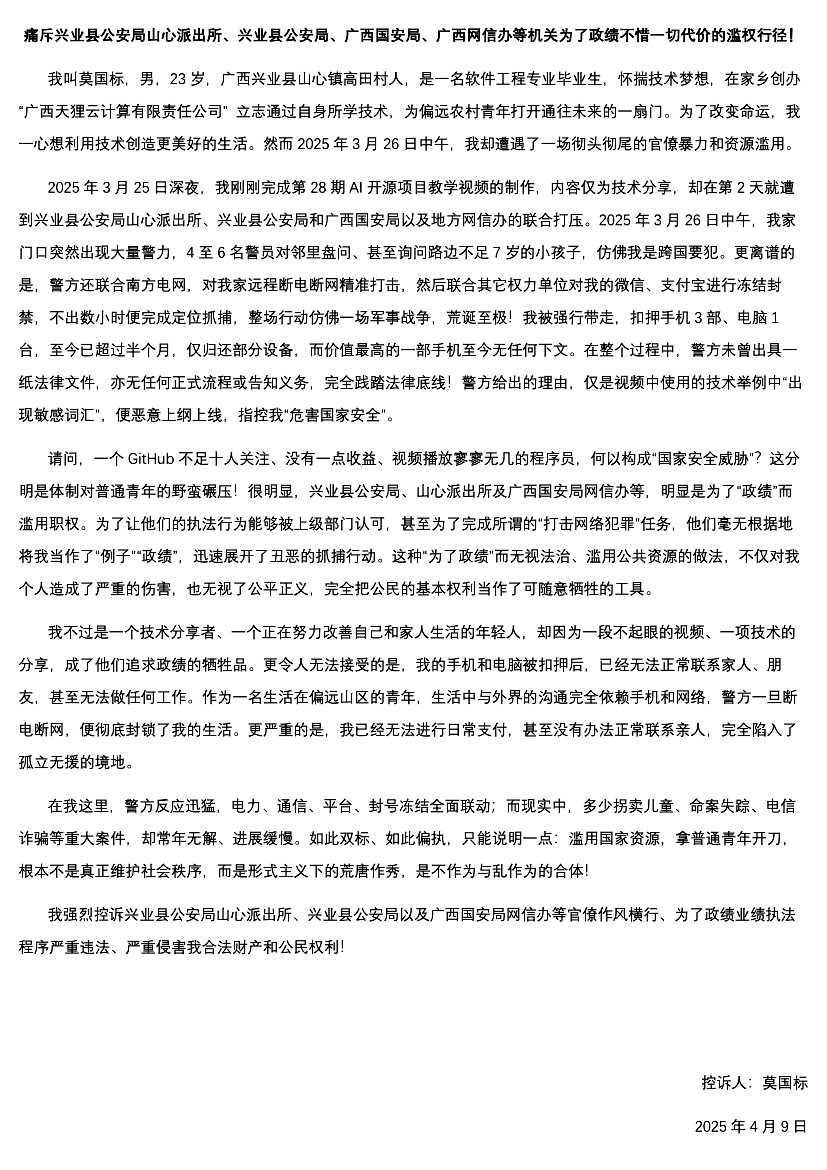 痛斥兴业县公安局山心派出所、兴业县公安局、广西国安局、广西网信办等机关为了政绩不惜一切代价的滥权行径！
我叫莫国标，男，23 岁，广西兴业县山心镇高田村人，是一名软件工程专业毕业生，怀揣技术梦想，在家乡创办
“广西天狸云计算有限责任公司” 立志通过自身所学技术，为偏远农村青年打开通往未来的一扇门。为了改变命运，我
一心想利用技术创造更美好的生活。然而 2025 年 3 月 26 日中午，我却遭遇了一场彻头彻尾的官僚暴力和资源滥用。
2025 年 3 月 25 日深夜，我刚刚完成第 28 期 AI 开源项目教学视频的制作，内容仅为技术分享，却在第 2 天就遭
到兴业县公安局山心派出所、兴业县公安局和广西国安局以及地方网信办的联合打压。2025 年 3 月 26 日中午，我家
门口突然出现大量警力，4 至 6 名警员对邻里盘问、甚至询问路边不足 7 岁的小孩子，仿佛我是跨国要犯。更离谱的
是，警方还联合南方电网，对我家远程断电断网精准打击，然后联合其它权力单位对我的微信、支付宝进行冻结封
禁，不出数小时便完成定位抓捕，整场行动仿佛一场军事战争，荒诞至极！我被强行带走，扣押手机 3 部、电脑 1
台，至今已超过半个月，仅归还部分设备，而价值最高的一部手机至今无任何下文。在整个过程中，警方未曾出具一
纸法律文件，亦无任何正式流程或告知义务，完全践踏法律底线！警方给出的理由，仅是视频中使用的技术举例中“出
现敏感词汇”，便恶意上纲上线，指控我“危害国家安全”。
请问，一个 GitHub 不足十人关注、没有一点收益、视频播放寥寥无几的程序员，何以构成“国家安全威胁”？这分
明是体制对普通青年的野蛮碾压！很明显，兴业县公安局、山心派出所及广西国安局网信办等，明显是为了“政绩”而
滥用职权。为了让他们的执法行为能够被上级部门认可，甚至为了完成所谓的“打击网络犯罪”任务，他们毫无根据地
将我当作了“例子”“政绩”，迅速展开了丑恶的抓捕行动。这种“为了政绩”而无视法治、滥用公共资源的做法，不仅对我
个人造成了严重的伤害，也无视了公平正义，完全把公民的基本权利当作了可随意牺牲的工具。
我不过是一个技术分享者、一个正在努力改善自己和家人生活的年轻人，却因为一段不起眼的视频、一项技术的
分享，成了他们追求政绩的牺牲品。更令人无法接受的是，我的手机和电脑被扣押后，已经无法正常联系家人、朋
友，甚至无法做任何工作。作为一名生活在偏远山区的青年，生活中与外界的沟通完全依赖手机和网络，警方一旦断
电断网，便彻底封锁了我的生活。更严重的是，我已经无法进行日常支付，甚至没有办法正常联系亲人，完全陷入了
孤立无援的境地。
在我这里，警方反应迅猛，电力、通信、平台、封号冻结全面联动；而现实中，多少拐卖儿童、命案失踪、电信
诈骗等重大案件，却常年无解、进展缓慢。如此双标、如此偏执，只能说明一点：滥用国家资源，拿普通青年开刀，
根本不是真正维护社会秩序，而是形式主义下的荒唐作秀，是不作为与乱作为的合体！
我强烈控诉兴业县公安局山心派出所、兴业县公安局以及广西国安局网信办等官僚作风横行、为了政绩业绩执法
程序严重违法、严重侵害我合法财产和公民权利！
控诉人：莫国标
2025 年 4 月 9 日